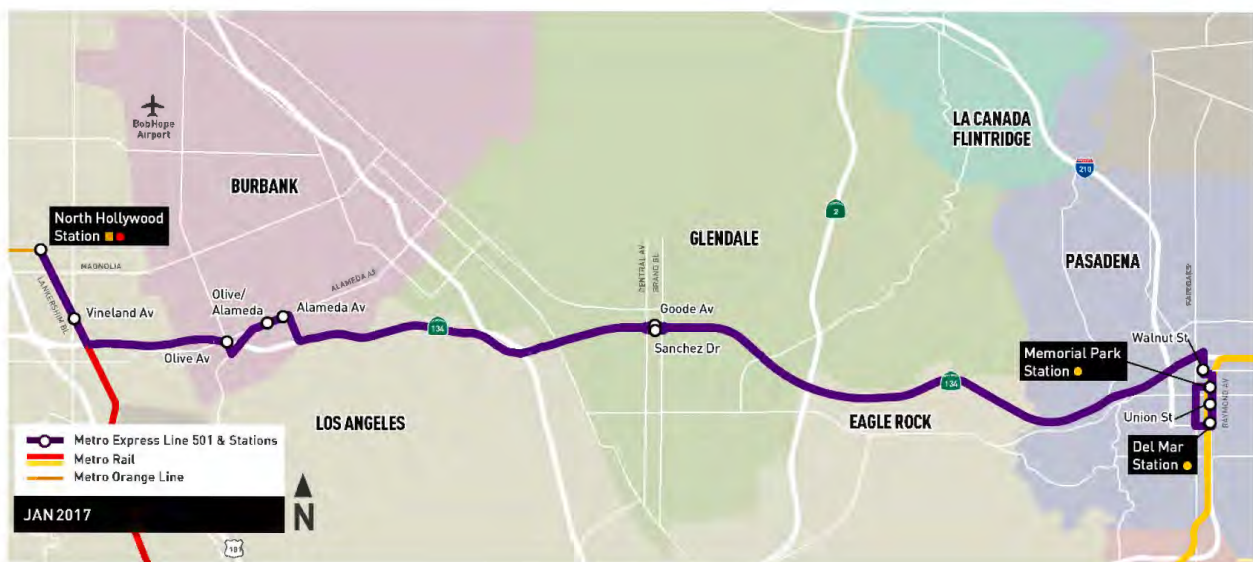 BobHope
Airport
BURBANK
LA CANADA
FLINTRIDGE
210
2
North Hollywood
Station
GLENDALE
PASADENA
MAGNOLIA
LANKERSHIM BL
ALAMEDA AV
CENTRAL AV
BRAND BL
Vineland Av
Olive/
Alameda
Alameda Av
Goode Av
134
Olive Av
Sanchez Dr
Walnut St
Memorial Park
Station
134
RAYMOND AV
LOS ANGELES
EAGLE ROCK
Union St
Del Mar
Station
Metro Express Line 501 & Stations
Metro Rail
Metro Orange Line
JAN 2017
N
101